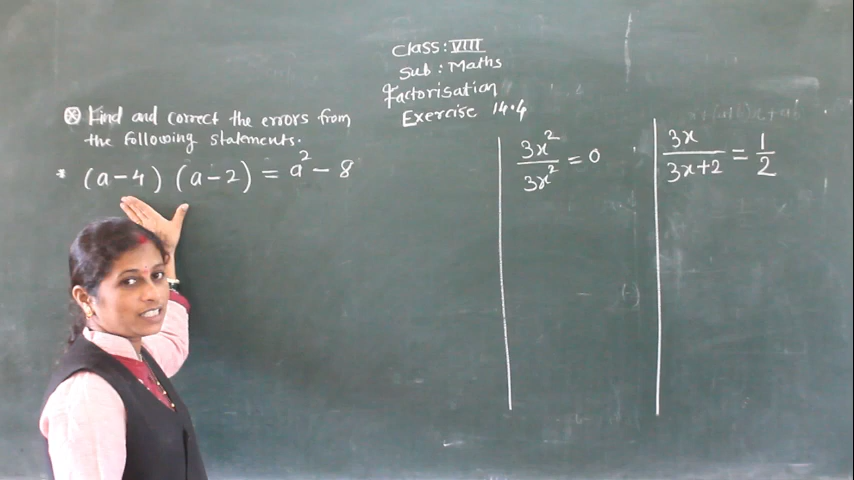 Class: VIII
Sub: Maths
Factorisation
Exercise 14.4
⊛ Find and correct the errors from
the following statements.
* (a-4) (a-2) = a² - 8
3x²/3x² = 0
3x/3x+2 = 1/2